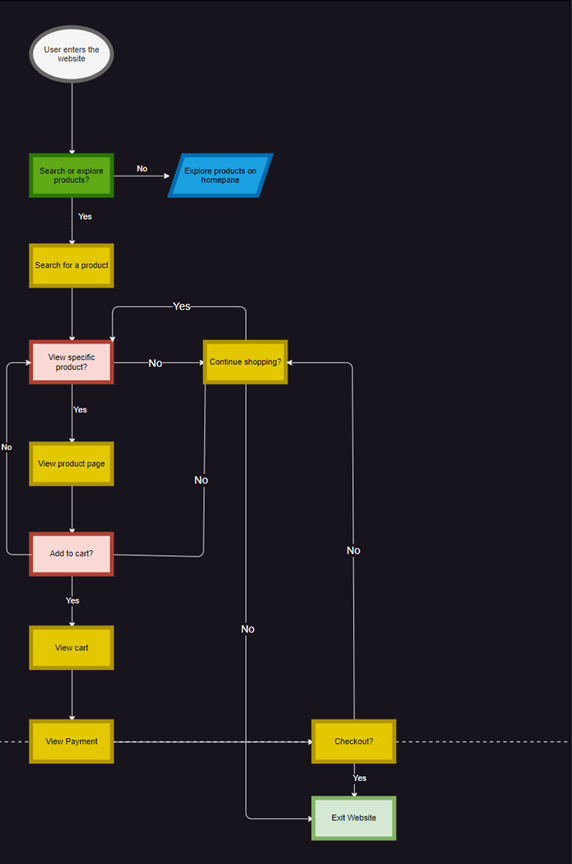 User enters the
website
Search or explore
products?
No
Explore products on
homepane
Yes
Search for a product
Yes
View specific
product?
No
Continue shopping?
Yes
No
View product page
No
Add to cart?
No
Yes
No
View cart
View Payment
Checkout?
Yes
Exit Website